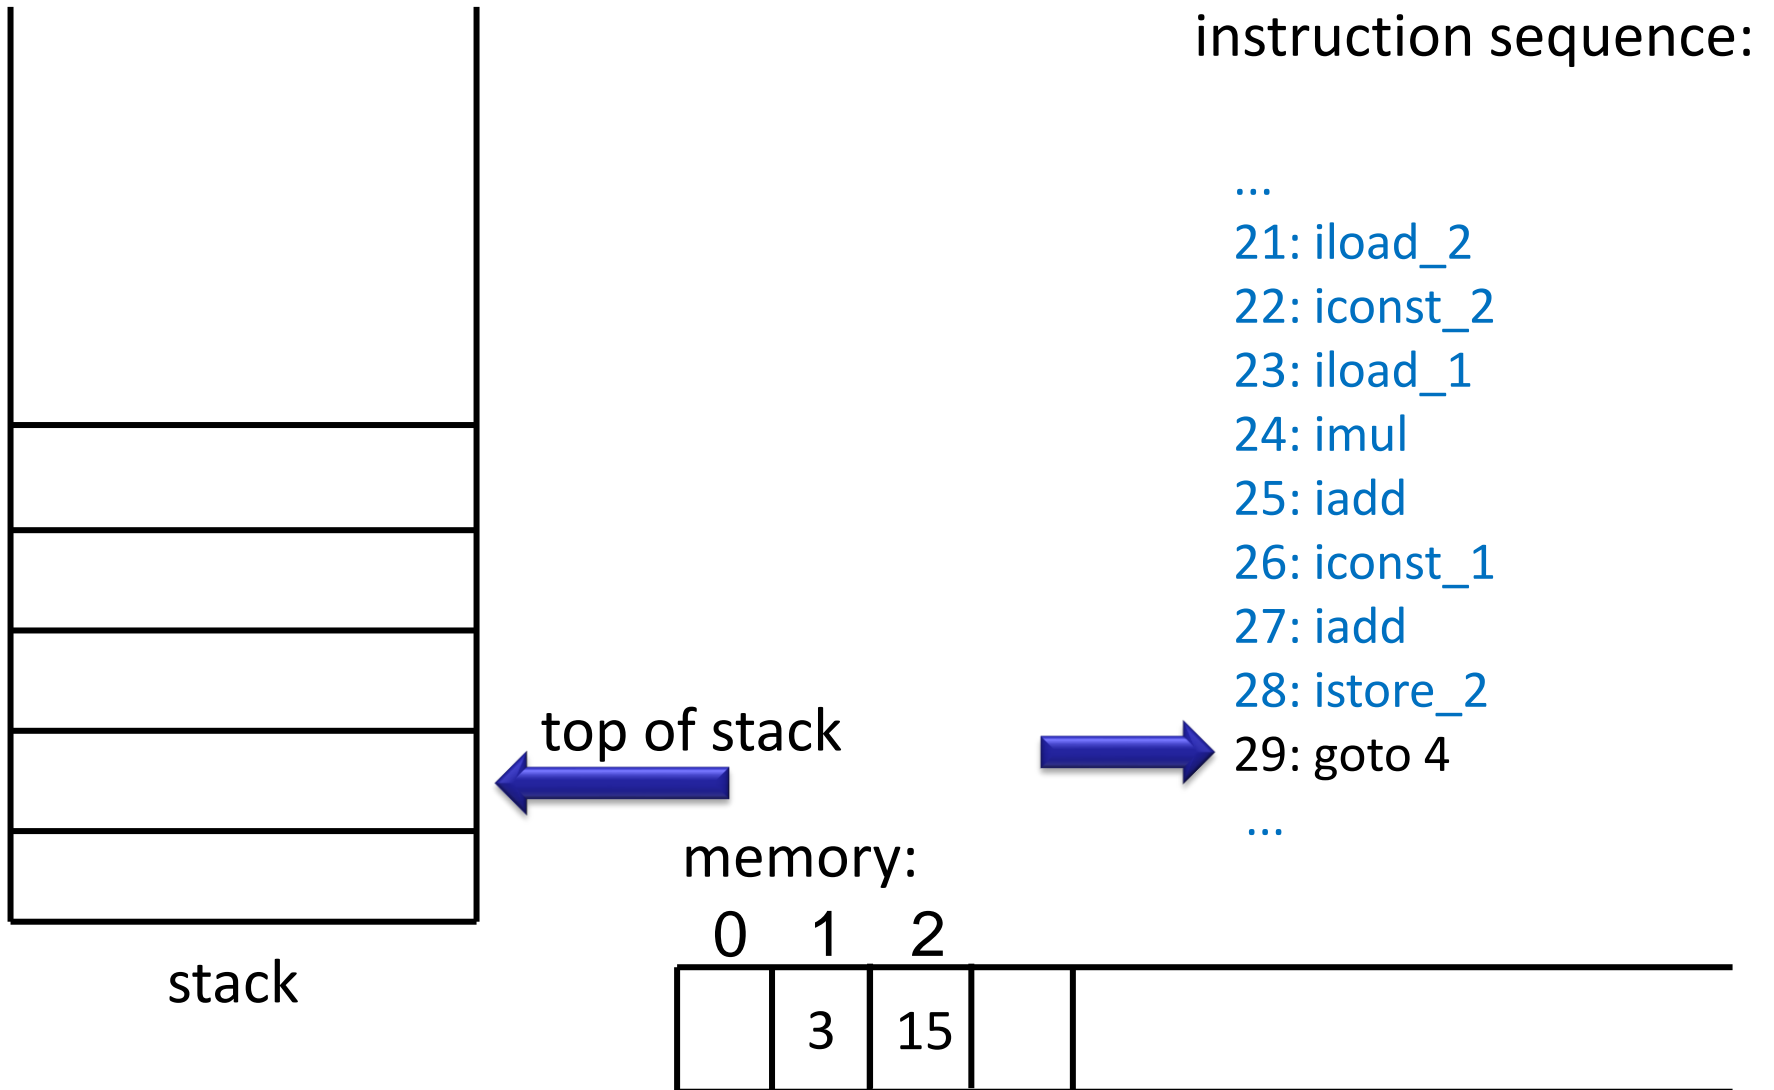 instruction sequence:
...
21: iload_2
22: iconst_2
23: iload_1
24: imul
25: iadd
26: iconst_1
27: iadd
28: istore_2
29: goto 4
...
top of stack
memory:
0 1 2
3 15
stack